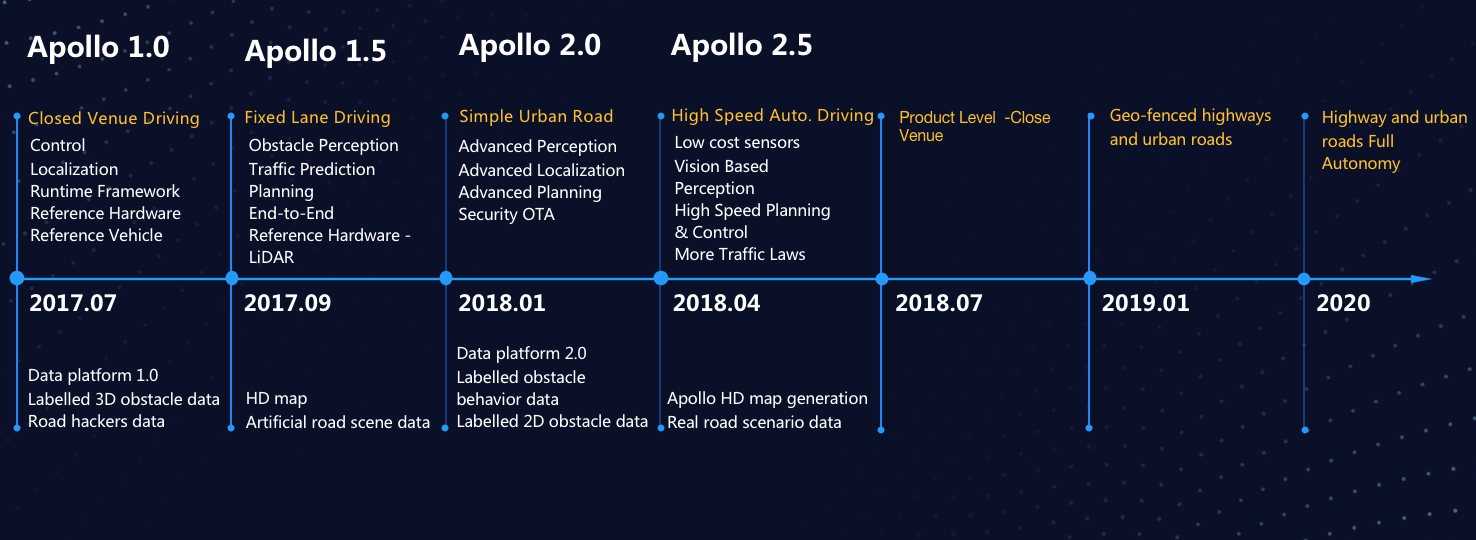 Apollo 1.0
Apollo 1.5
Apollo 2.0
Apollo 2.5
Closed Venue Driving
Control
Localization
Runtime Framework
Reference Hardware
Reference Vehicle
Fixed Lane Driving
Obstacle Perception
Traffic Prediction
Planning
End-to-End
Reference Hardware -
LiDAR
Simple Urban Road
Advanced Perception
Advanced Localization
Advanced Planning
Security OTA
High Speed Auto. Driving
Low cost sensors
Vision Based
Perception
High Speed Planning
& Control
More Traffic Laws
Product Level -Close
Venue
Geo-fenced highways
and urban roads
Highway and urban
roads Full
Autonomy
2017.07
2017.09
2018.01
2018.04
2018.07
2019.01
2020
Data platform 1.0
Labelled 3D obstacle data
Road hackers data
HD map
Artificial road scene data
Data platform 2.0
Labelled obstacle
behavior data
Labelled 2D obstacle data
Apollo HD map generation
Real road scenario data